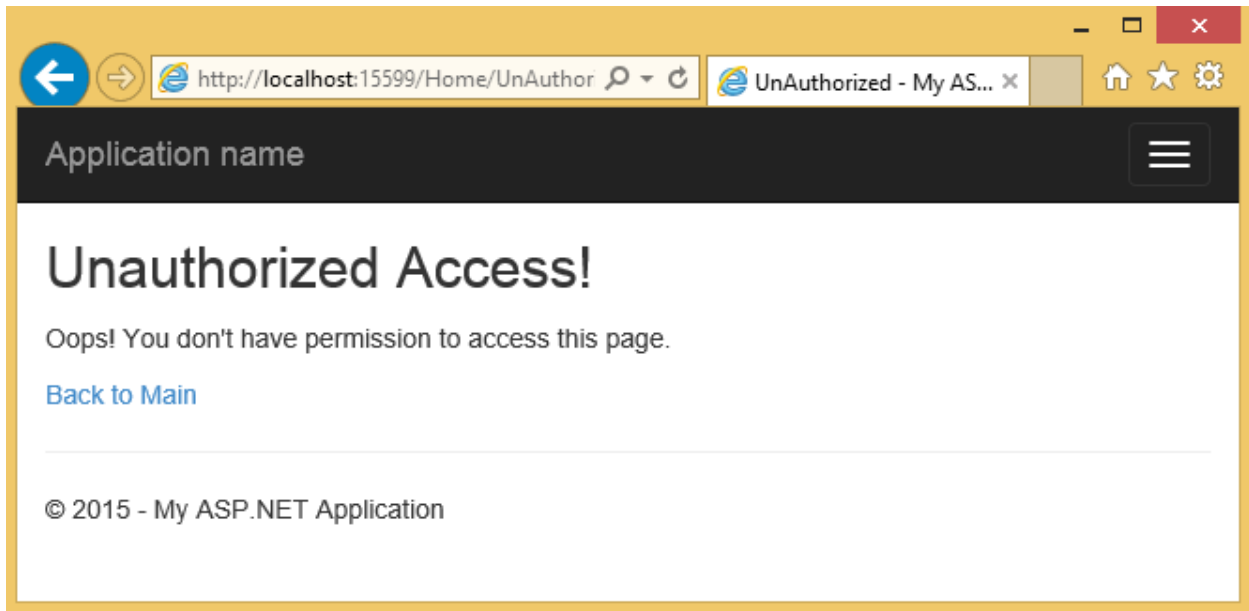 http://localhost:15599/Home/UnAuthori
UnAuthorized - My AS...
Application name
Unauthorized Access!
Oops! You don't have permission to access this page.
Back to Main
© 2015 - My ASP.NET Application